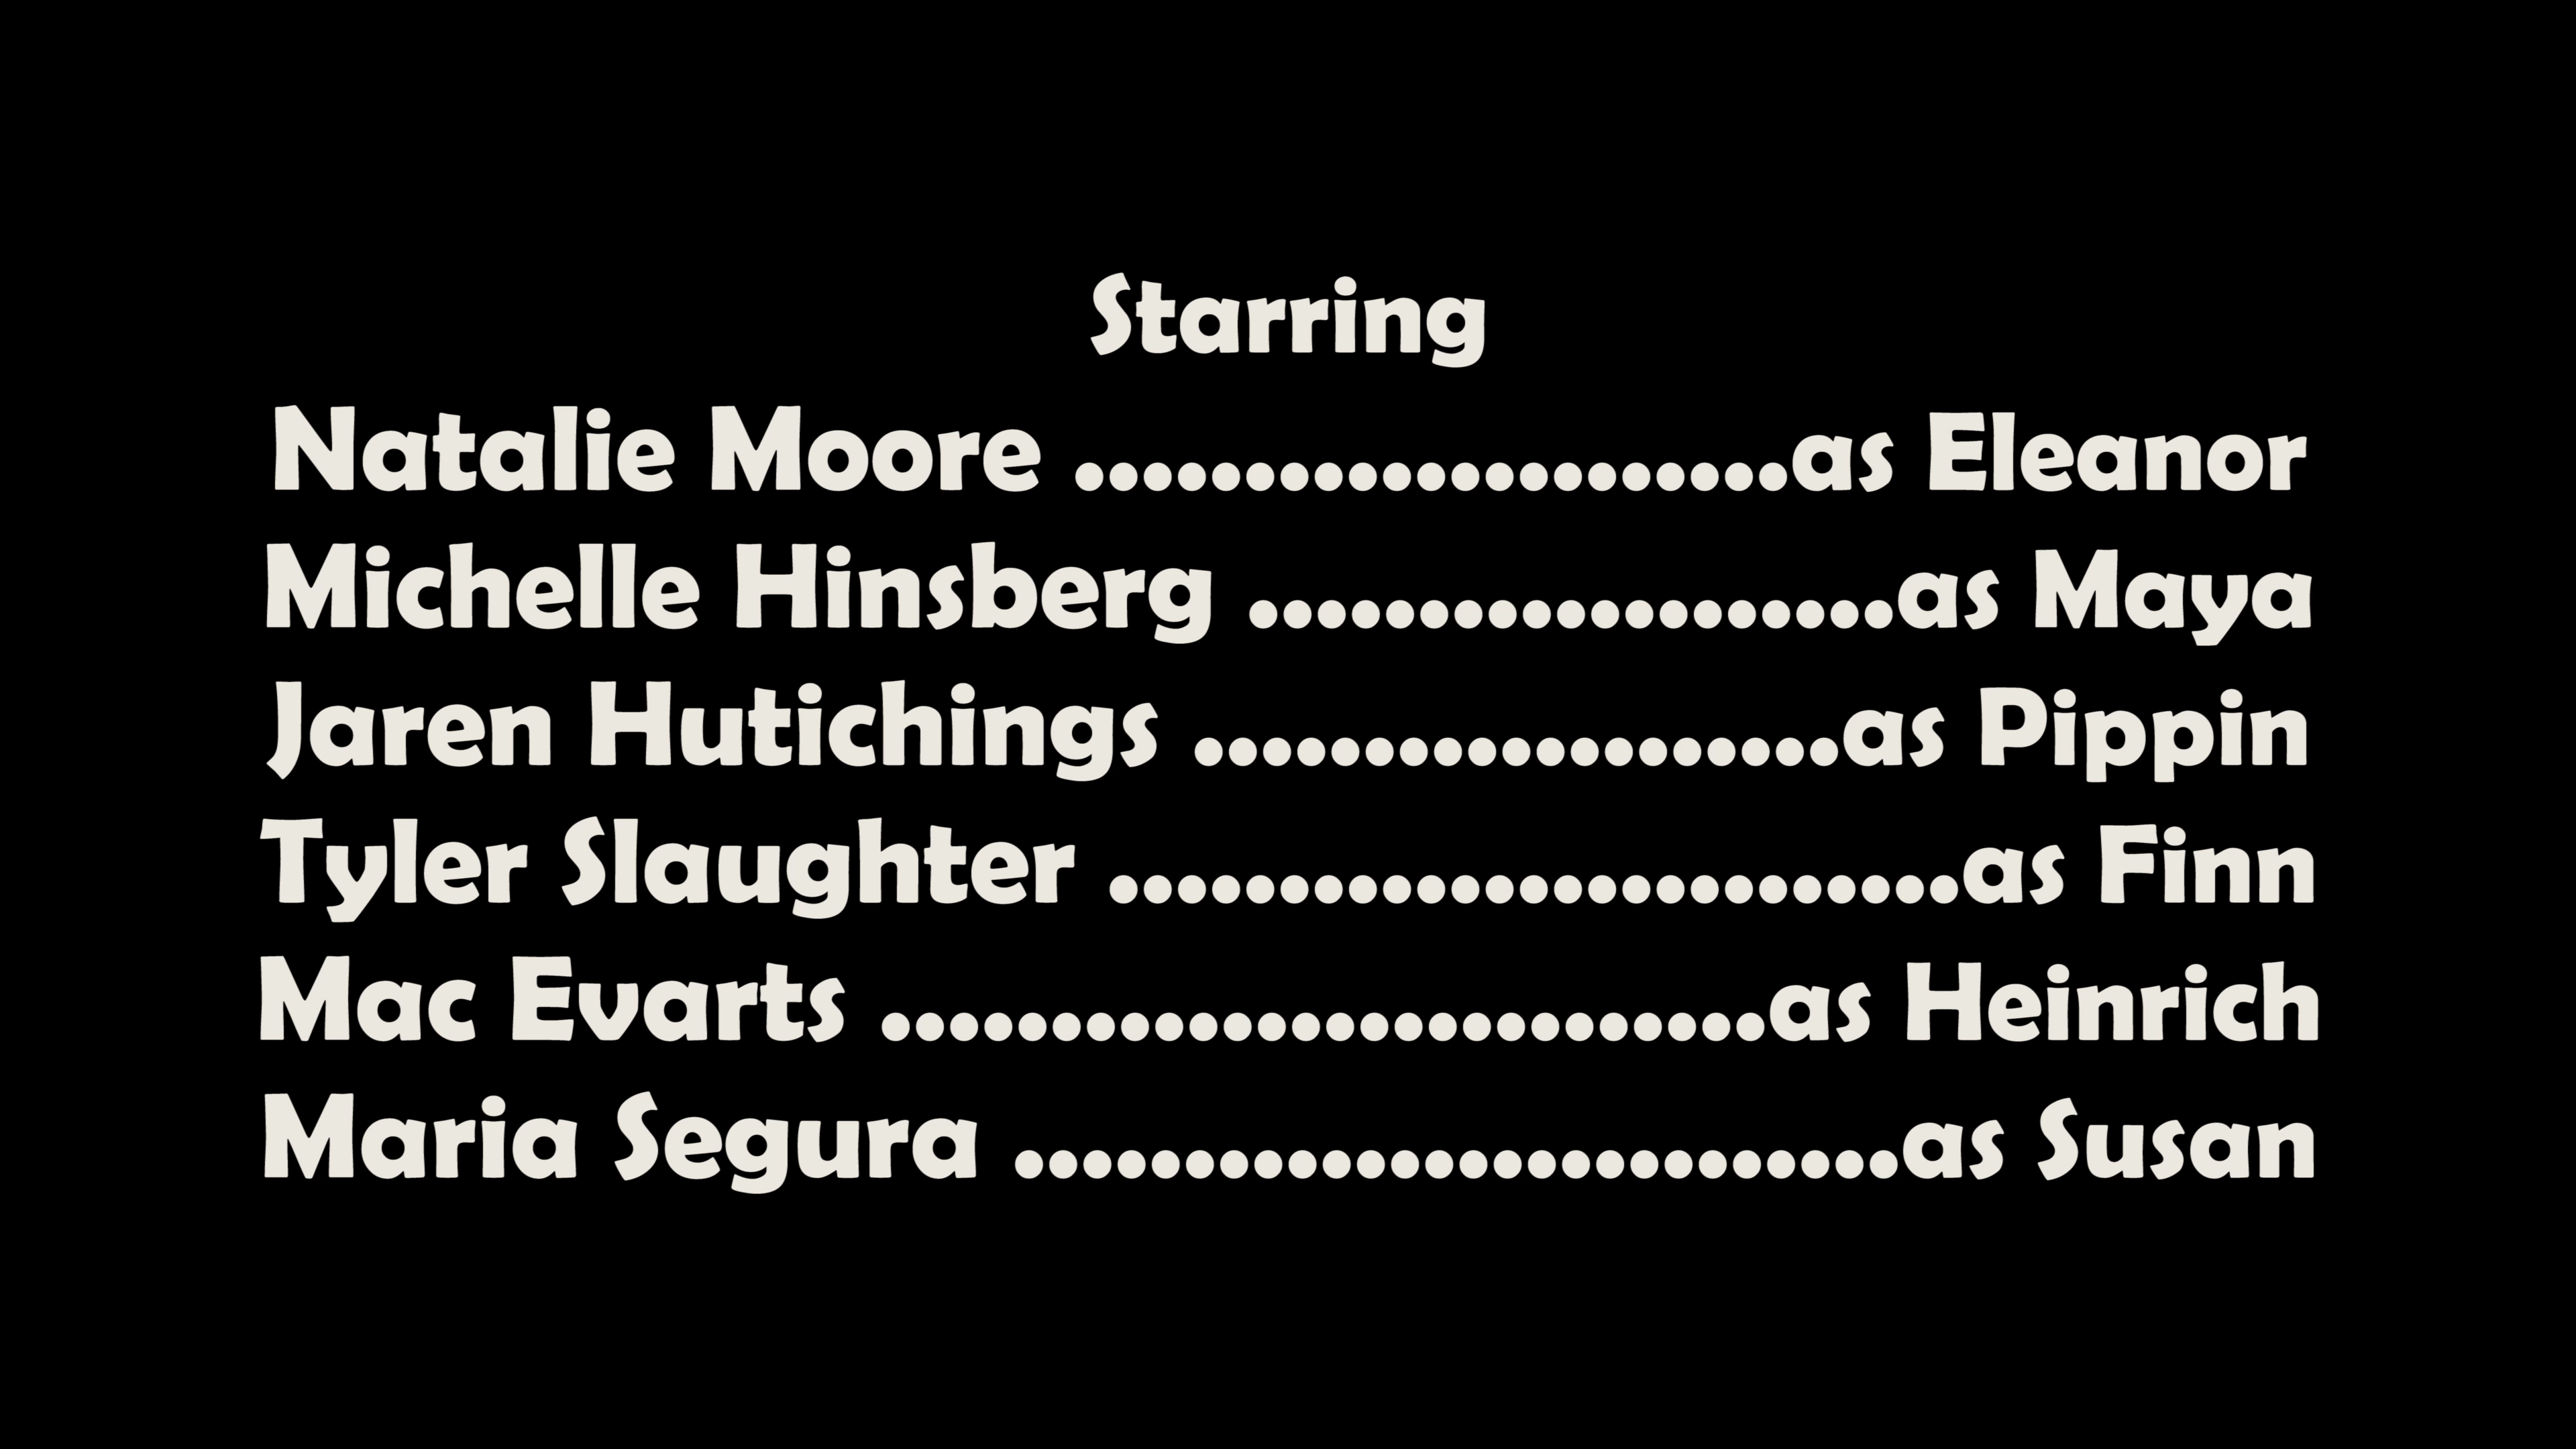 Starring
Natalie Moore .....................as Eleanor
Michelle Hinsberg ...................as Maya
Jaren Hutichings ...................as Pippin
Tyler Slaughter .........................as Finn
Mac Evarts ..........................as Heinrich
Maria Segura ..........................as Susan